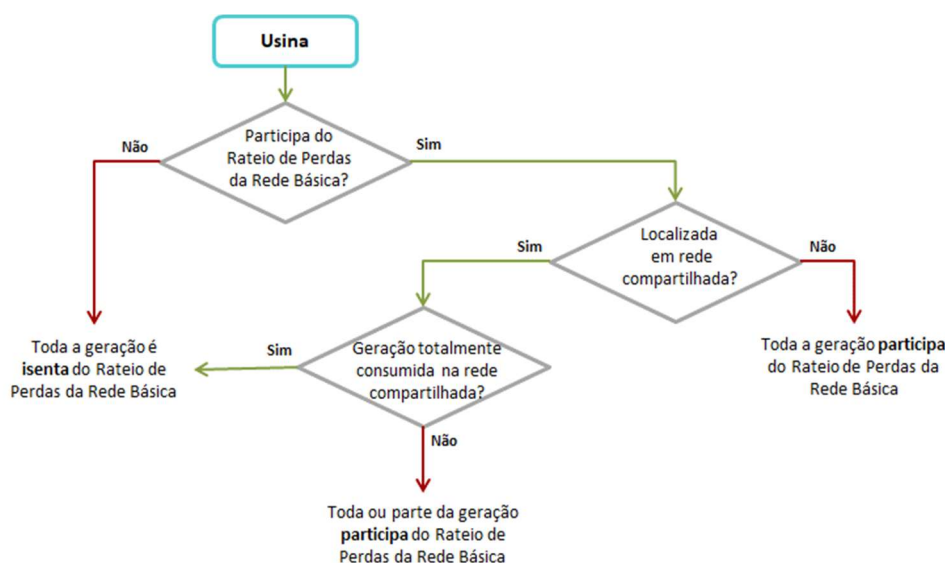 Usina
Participa do
Rateio de Perdas
da Rede Básica?
Não
Sim
Localizada
em rede
compartilhada?
Sim
Não
Geração totalmente
consumida na rede
compartilhada?
Sim
Não
Toda a geração é
isenta do Rateio de
Perdas da Rede Básica
Toda a geração participa
do Rateio de Perdas da
Rede Básica
Toda ou parte da geração
participa do Rateio de
Perdas da Rede Básica